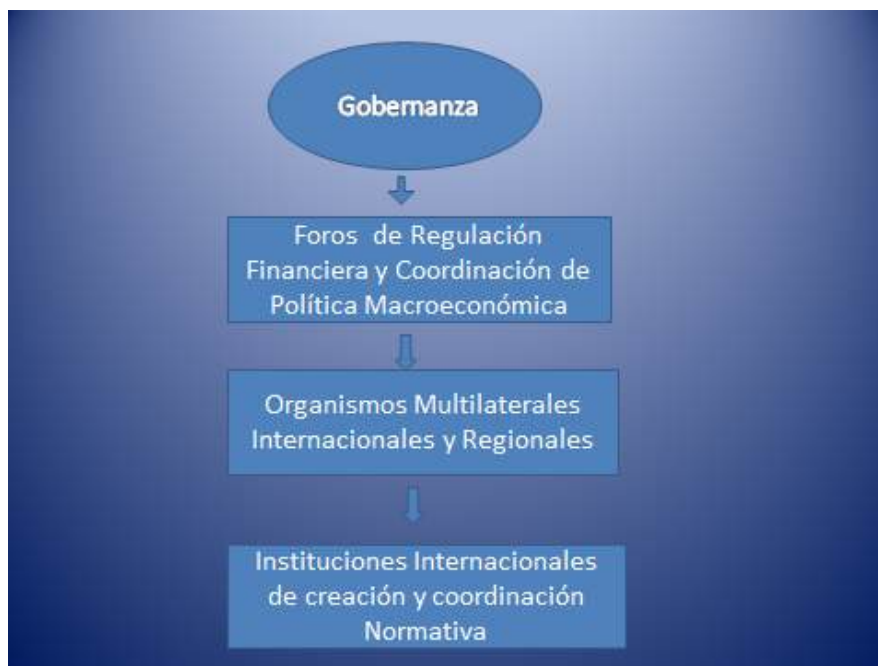 Gobernanza
Foros de Regulación
Financiera y Coordinación de
Política Macroeconómica
Organismos Multilaterales
Internacionales y Regionales
Instituciones Internacionales
de creación y coordinación
Normativa